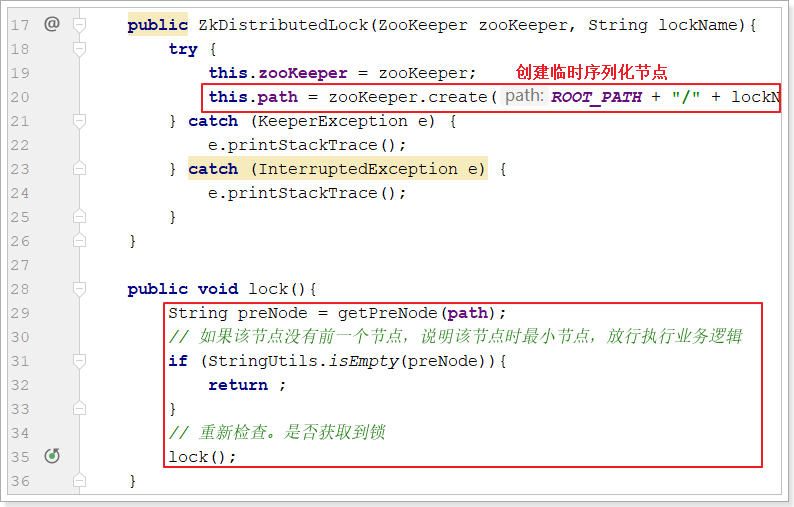 17 @ public ZkDistributedLock(ZooKeeper zooKeeper, String lockName){
18 try {
19 this.zooKeeper = zooKeeper; 创建临时序列化节点
20 this.path = zooKeeper.create( path: ROOT_PATH + "/" + lockN
21 } catch (KeeperException e) {
22 e.printStackTrace();
23 } catch (InterruptedException e) {
24 e.printStackTrace();
25 }
26 }
27
28 public void lock(){
29 String preNode = getPreNode(path);
30 // 如果该节点没有前一个节点，说明该节点时最小节点，放行执行业务逻辑
31 if (StringUtils.isEmpty(preNode)){
32 return ;
33 }
34 // 重新检查。是否获取到锁
35 lock();
36 }